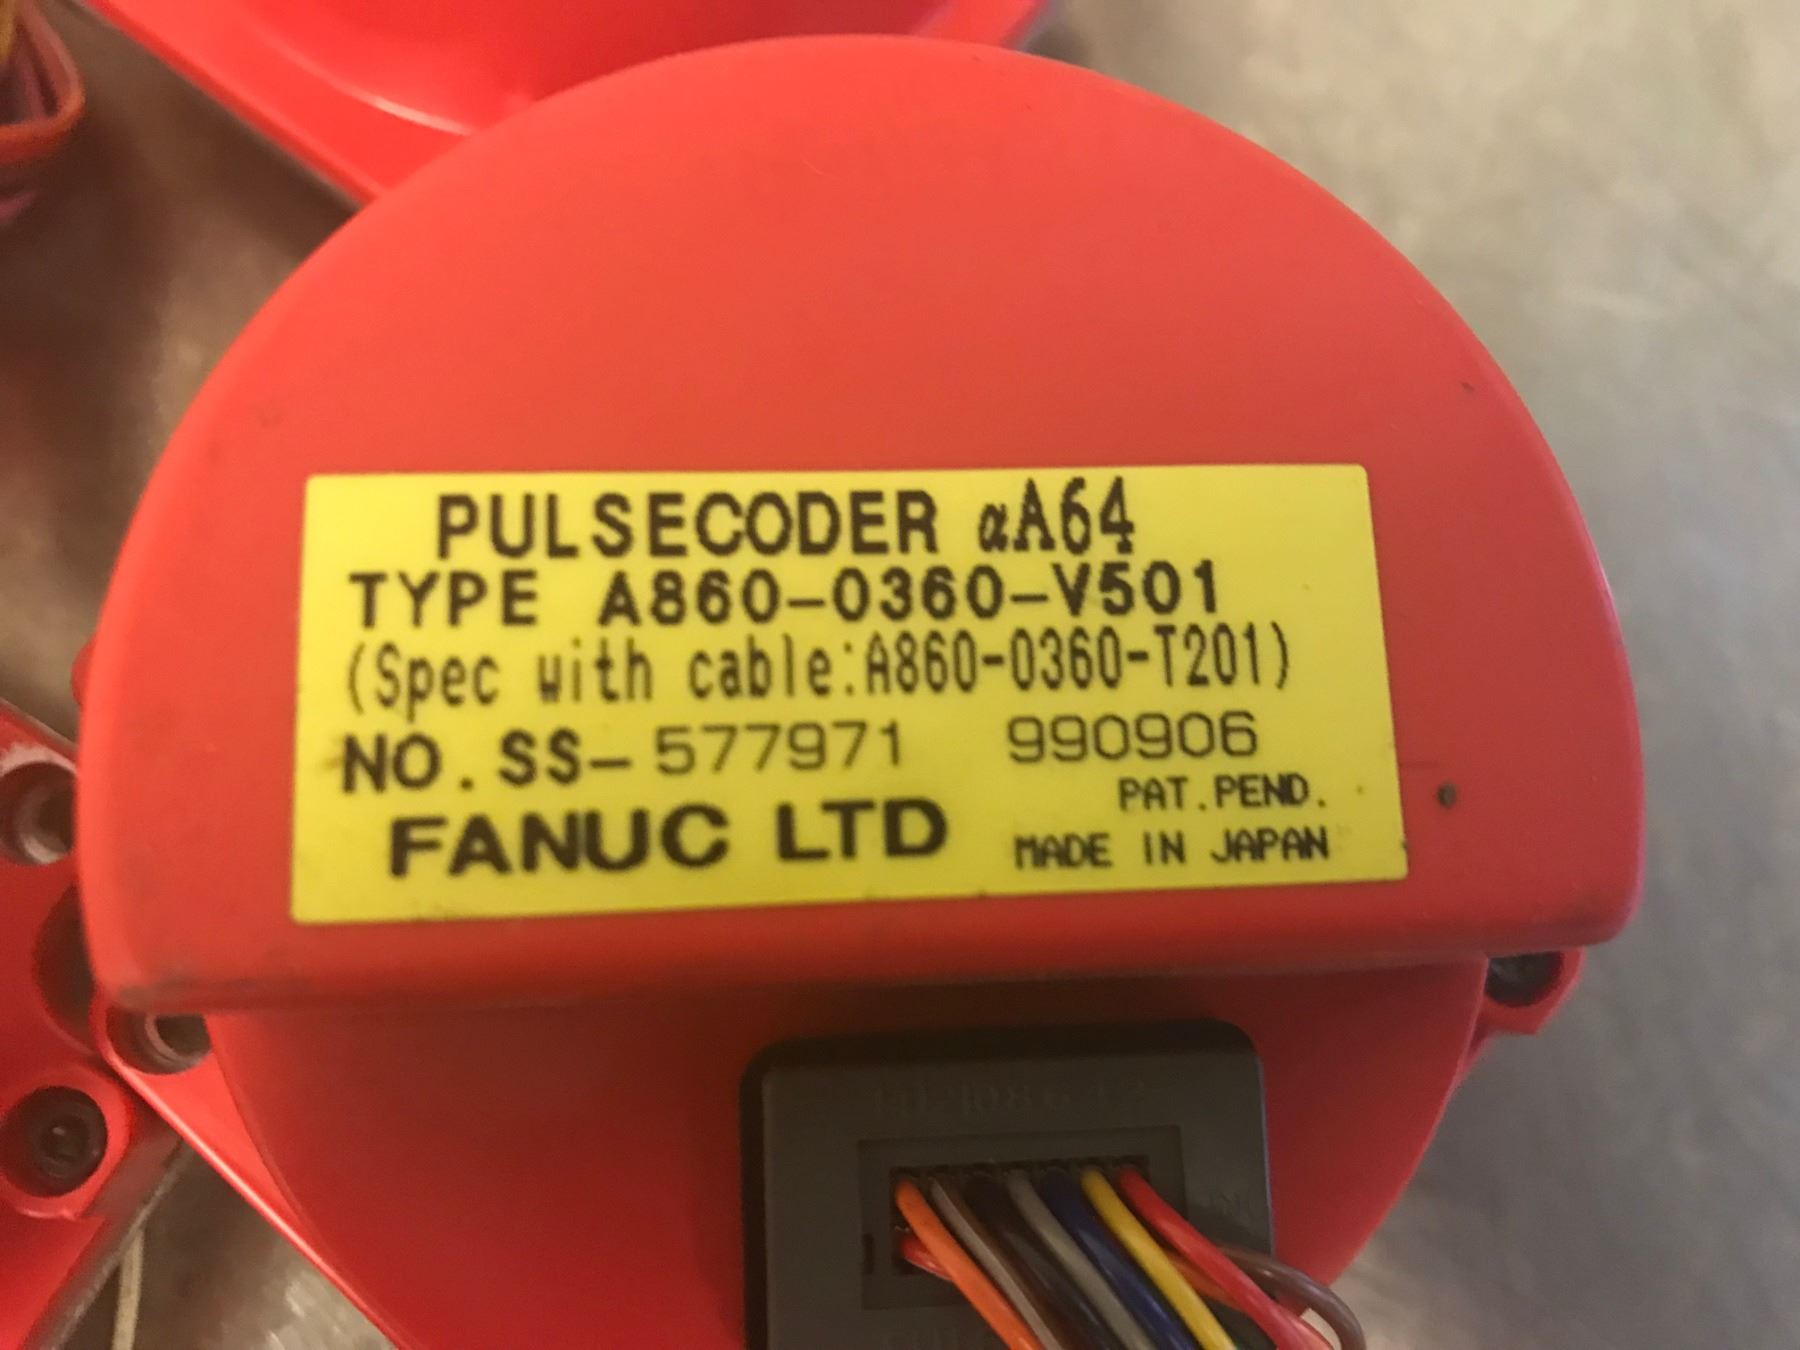 PULSECODER αA64
TYPE A860-0360-V501
(Spec with cable:A860-0360-T201)
NO. SS-577971 990906
PAT.PEND.
FANUC LTD MADE IN JAPAN